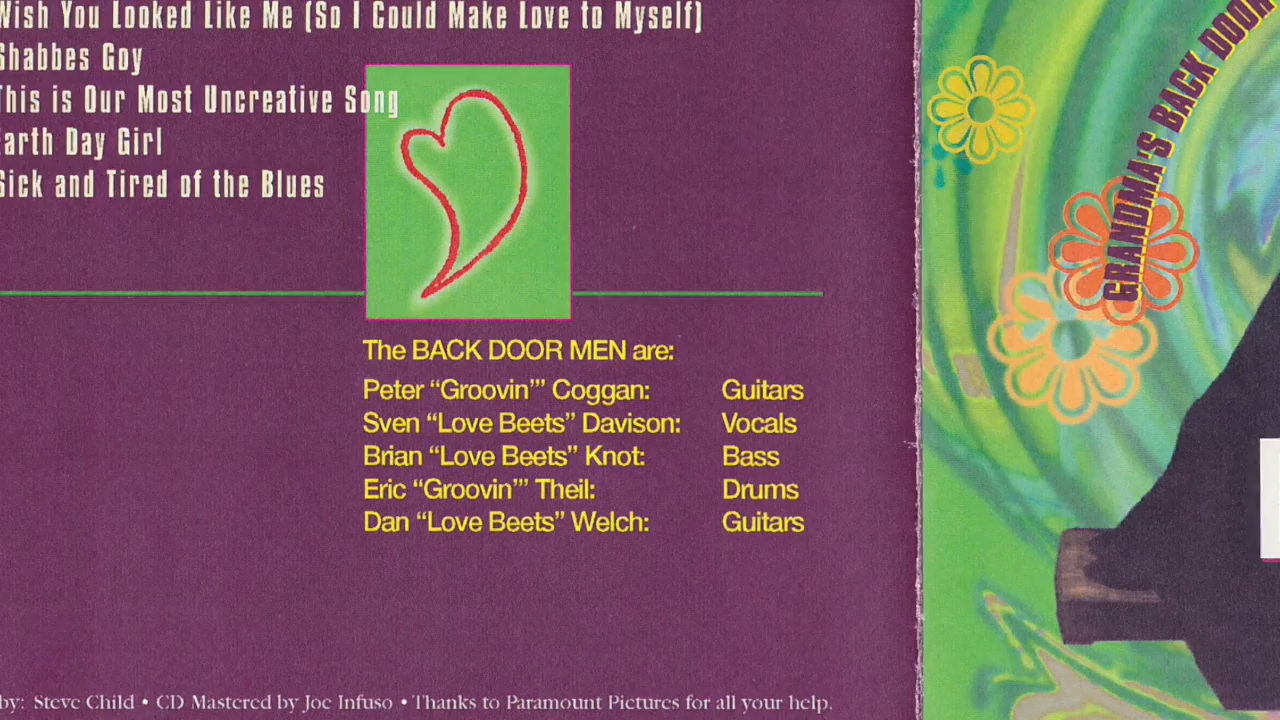 Wish You Looked Like Me (So I Could Make Love to Myself)
Shabbes Goy
This is Our Most Uncreative Song
Earth Day Girl
Sick and Tired of the Blues
The BACK DOOR MEN are:
Peter “Groovin’” Coggan: Guitars
Sven “Love Beets” Davison: Vocals
Brian “Love Beets” Knot: Bass
Eric “Groovin’” Theil: Drums
Dan “Love Beets” Welch: Guitars
by: Steve Child • CD Mastered by Joe Infuso • Thanks to Paramount Pictures for all your help.
GRANDMA'S BACK DOOR